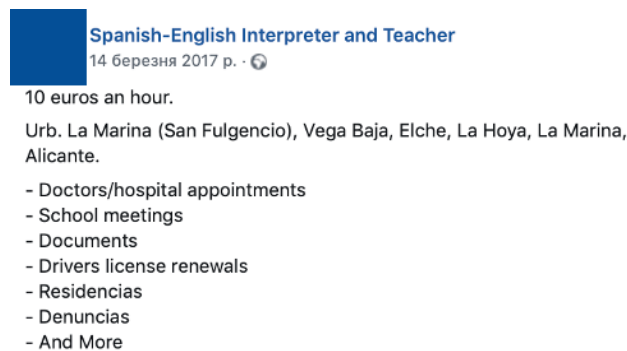 Spanish-English Interpreter and Teacher
14 березня 2017 р. ·
10 euros an hour.
Urb. La Marina (San Fulgencio), Vega Baja, Elche, La Hoya, La Marina,
Alicante.
- Doctors/hospital appointments
- School meetings
- Documents
- Drivers license renewals
- Residencias
- Denuncias
- And More